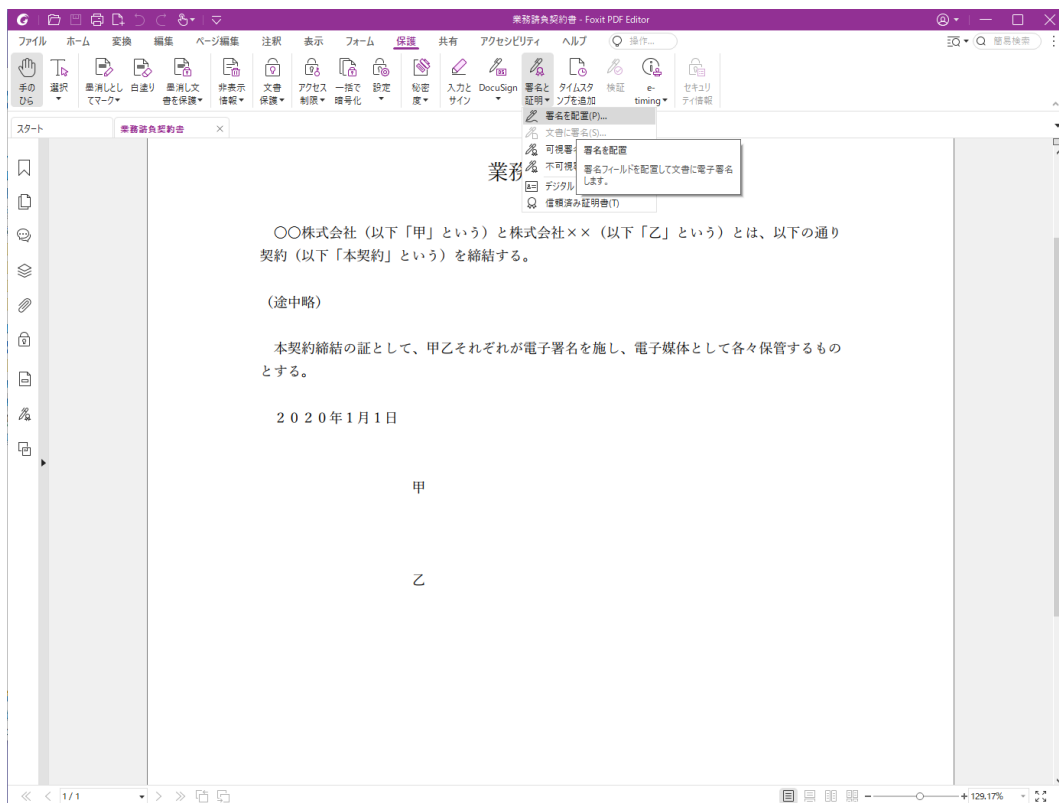 業務請負契約書 - Foxit PDF Editor
ファイル ホーム 変換 編集 ページ編集 注釈 表示 フォーム 保護 共有 アクセシビリティ ヘルプ 操作... 簡易検索
手のひら
選択
墨消しとしてマーク
白塗り
墨消し文書を保護
非表示情報
文書保護
アクセス制限
一括で暗号化
設定
秘密度
入力とサイン
DocuSign
署名と証明
タイムスタンプを追加
検証
e-timing
セキュリティ情報
スタート 業務請負契約書
署名を配置(P)...
文書に署名(S)...
可視署
不可視署
デジタル
信頼済み証明書(T)
署名を配置
署名フィールドを配置して文書に電子署名
します。
業務
〇〇株式会社（以下「甲」という）と株式会社××（以下「乙」という）とは、以下の通り
契約（以下「本契約」という）を締結する。
（途中略）
本契約締結の証として、甲乙それぞれが電子署名を施し、電子媒体として各々保管するもの
とする。
２０２０年１月１日
甲
乙
1 / 1 129.17%